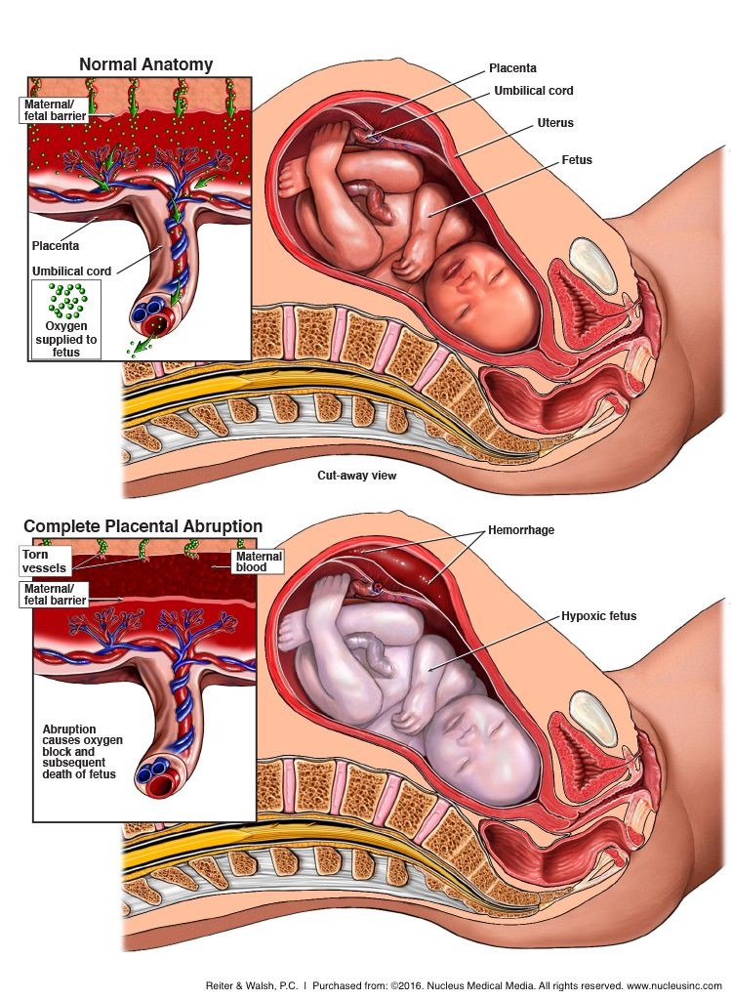 Normal Anatomy
Maternal/
fetal barrier
Placenta
Umbilical cord
Oxygen
supplied to
fetus
Placenta
Umbilical cord
Uterus
Fetus
Cut-away view
Complete Placental Abruption
Torn
vessels
Maternal
blood
Maternal/
fetal barrier
Abruption
causes oxygen
block and
subsequent
death of fetus
Hemorrhage
Hypoxic fetus
Reiter & Walsh, P.C. | Purchased from: ©2016. Nucleus Medical Media. All rights reserved. www.nucleusinc.com